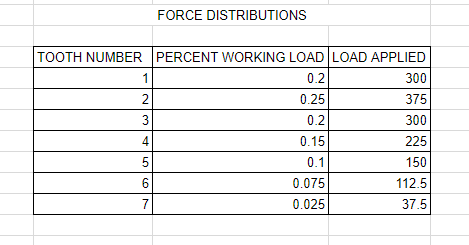 FORCE DISTRIBUTIONS
TOOTH NUMBER PERCENT WORKING LOAD LOAD APPLIED
1 0.2 300
2 0.25 375
3 0.2 300
4 0.15 225
5 0.1 150
6 0.075 112.5
7 0.025 37.5